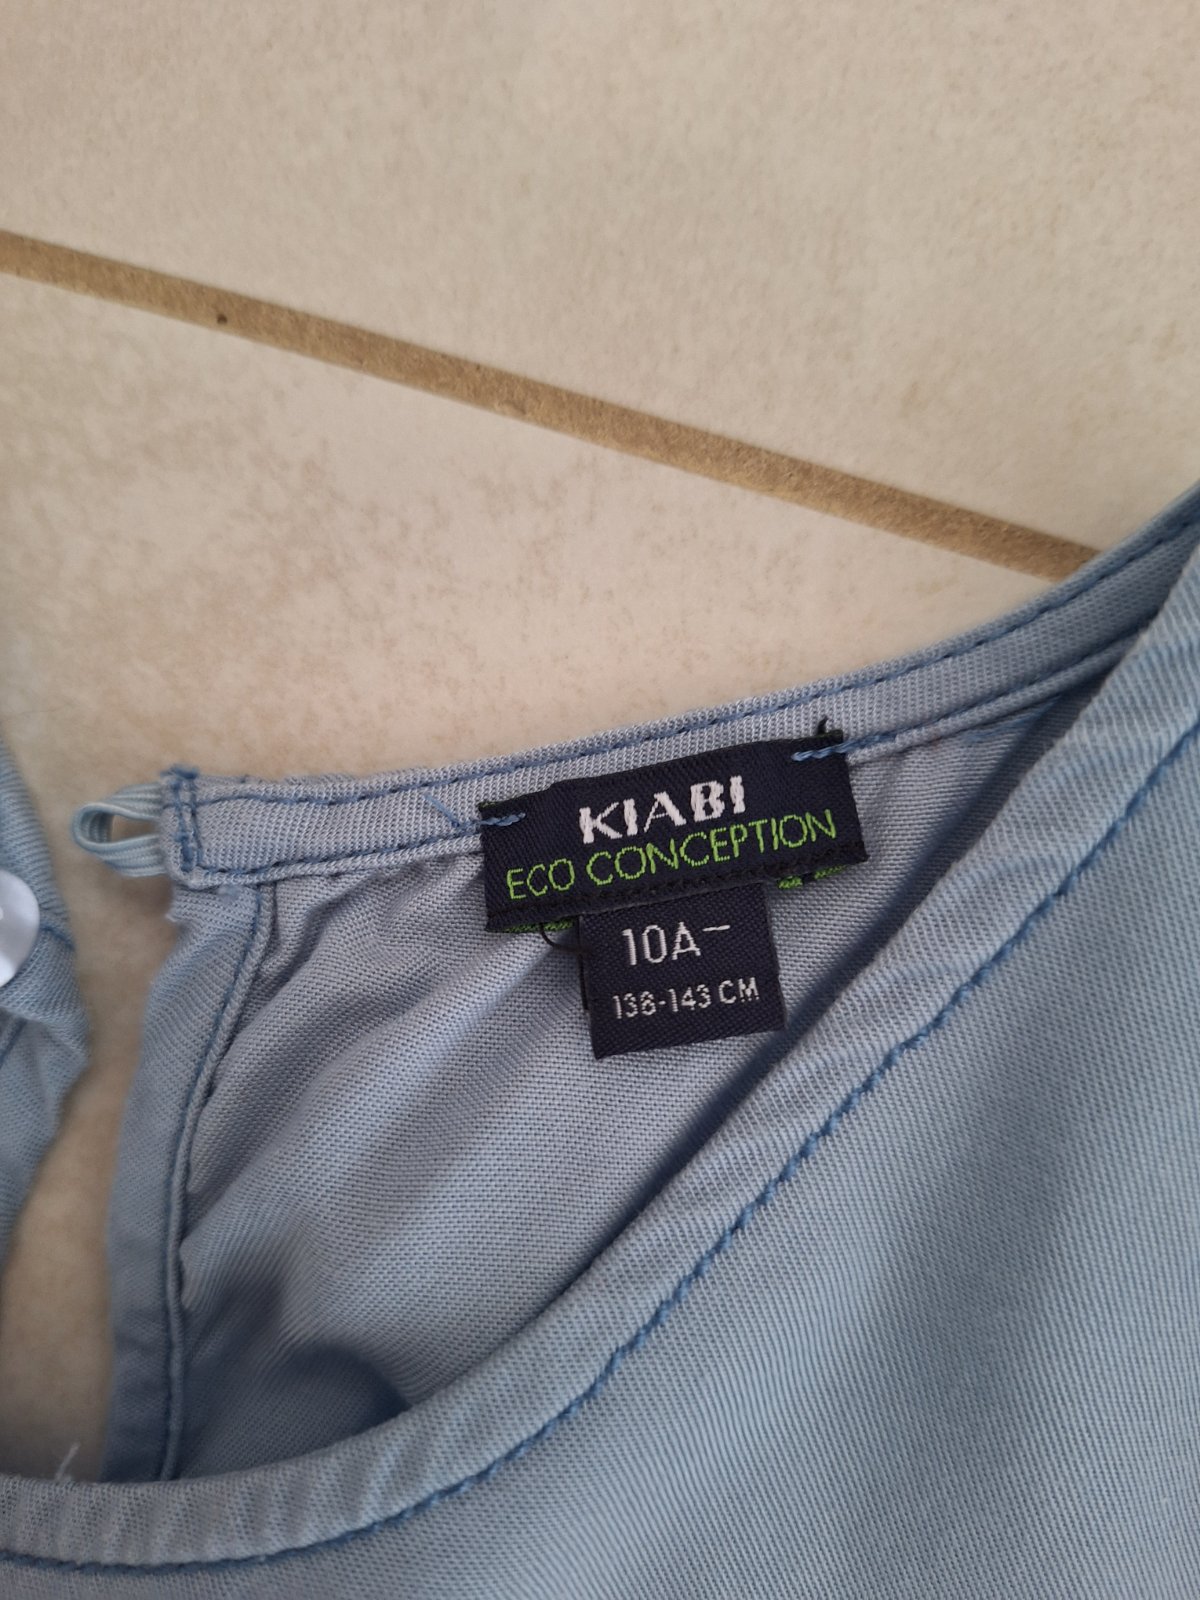 KIABI
ECO CONCEPTION
10A-
138-143 CM